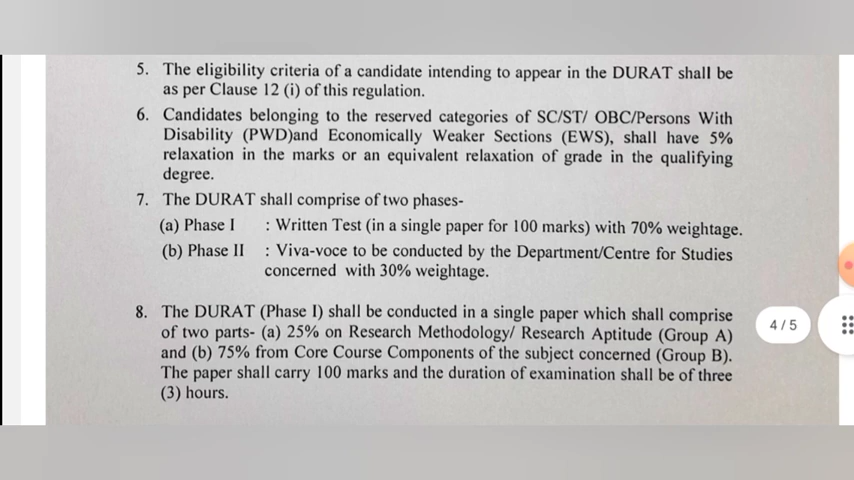 5. The eligibility criteria of a candidate intending to appear in the DURAT shall be
as per Clause 12 (i) of this regulation.
6. Candidates belonging to the reserved categories of SC/ST/ OBC/Persons With
Disability (PWD)and Economically Weaker Sections (EWS), shall have 5%
relaxation in the marks or an equivalent relaxation of grade in the qualifying
degree.
7. The DURAT shall comprise of two phases-
(a) Phase I : Written Test (in a single paper for 100 marks) with 70% weightage.
(b) Phase II : Viva-voce to be conducted by the Department/Centre for Studies
concerned with 30% weightage.
8. The DURAT (Phase I) shall be conducted in a single paper which shall comprise
of two parts- (a) 25% on Research Methodology/ Research Aptitude (Group A)
and (b) 75% from Core Course Components of the subject concerned (Group B).
The paper shall carry 100 marks and the duration of examination shall be of three
(3) hours.
4 / 5